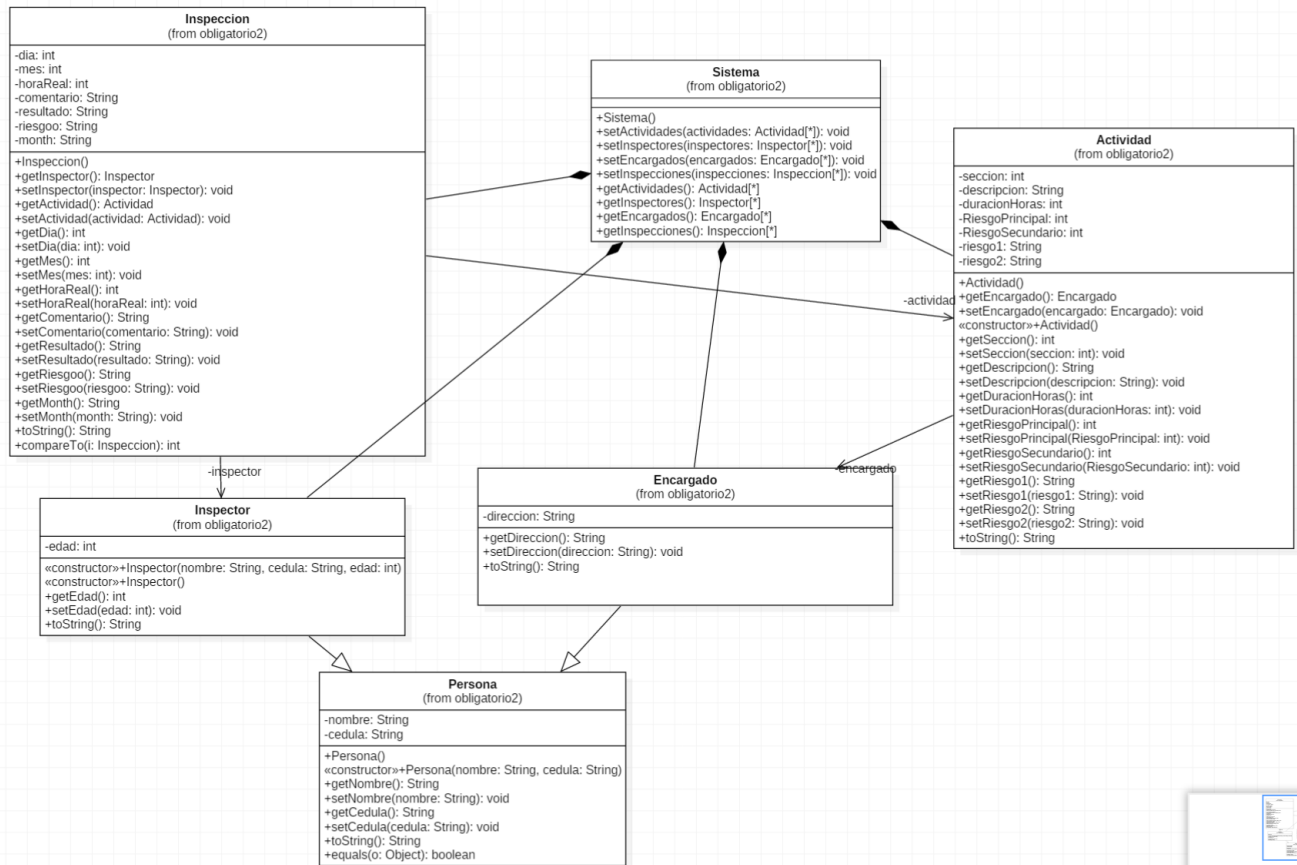 Inspeccion
(from obligatorio2)
-dia: int
-mes: int
-horaReal: int
-comentario: String
-resultado: String
-riesgoo: String
-month: String
+Inspeccion()
+getInspector(): Inspector
+setInspector(inspector: Inspector): void
+getActividad(): Actividad
+setActividad(actividad: Actividad): void
+getDia(): int
+setDia(dia: int): void
+getMes(): int
+setMes(mes: int): void
+getHoraReal(): int
+setHoraReal(horaReal: int): void
+getComentario(): String
+setComentario(comentario: String): void
+getResultado(): String
+setResultado(resultado: String): void
+getRiesgoo(): String
+setRiesgoo(riesgoo: String): void
+getMonth(): String
+setMonth(month: String): void
+toString(): String
+compareTo(i: Inspeccion): int
Sistema
(from obligatorio2)
+Sistema()
+setActividades(actividades: Actividad[*]): void
+setInspectores(inspectores: Inspector[*]): void
+setEncargados(encargados: Encargado[*]): void
+setInspecciones(inspecciones: Inspeccion[*]): void
+getActividades(): Actividad[*]
+getInspectores(): Inspector[*]
+getEncargados(): Encargado[*]
+getInspecciones(): Inspeccion[*]
Actividad
(from obligatorio2)
-seccion: int
-descripcion: String
-duracionHoras: int
-RiesgoPrincipal: int
-RiesgoSecundario: int
-riesgo1: String
-riesgo2: String
+Actividad()
+getEncargado(): Encargado
+setEncargado(encargado: Encargado): void
«constructor»+Actividad()
+getSeccion(): int
+setSeccion(seccion: int): void
+getDescripcion(): String
+setDescripcion(descripcion: String): void
+getDuracionHoras(): int
+setDuracionHoras(duracionHoras: int): void
+getRiesgoPrincipal(): int
+setRiesgoPrincipal(RiesgoPrincipal: int): void
+getRiesgoSecundario(): int
+setRiesgoSecundario(RiesgoSecundario: int): void
+getRiesgo1(): String
+setRiesgo1(riesgo1: String): void
+getRiesgo2(): String
+setRiesgo2(riesgo2: String): void
+toString(): String
-actividad
-inspector
-encargado
Inspector
(from obligatorio2)
-edad: int
«constructor»+Inspector(nombre: String, cedula: String, edad: int)
«constructor»+Inspector()
+getEdad(): int
+setEdad(edad: int): void
+toString(): String
Encargado
(from obligatorio2)
-direccion: String
+getDireccion(): String
+setDireccion(direccion: String): void
+toString(): String
Persona
(from obligatorio2)
-nombre: String
-cedula: String
+Persona()
«constructor»+Persona(nombre: String, cedula: String)
+getNombre(): String
+setNombre(nombre: String): void
+getCedula(): String
+setCedula(cedula: String): void
+toString(): String
+equals(o: Object): boolean